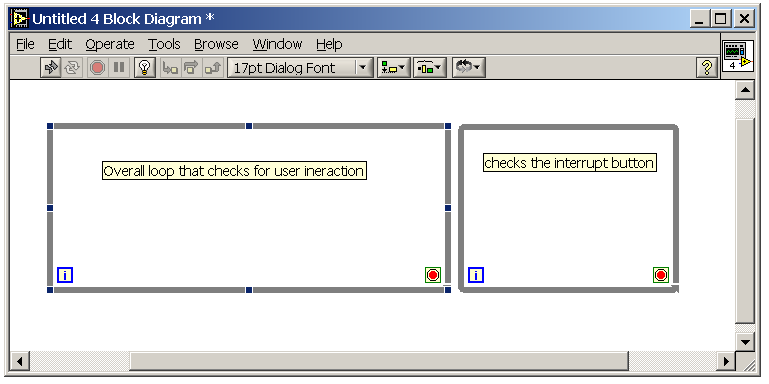 Untitled 4 Block Diagram *
File Edit Operate Tools Browse Window Help
17pt Dialog Font
?
4
Overall loop that checks for user ineraction
checks the interrupt button
i
i